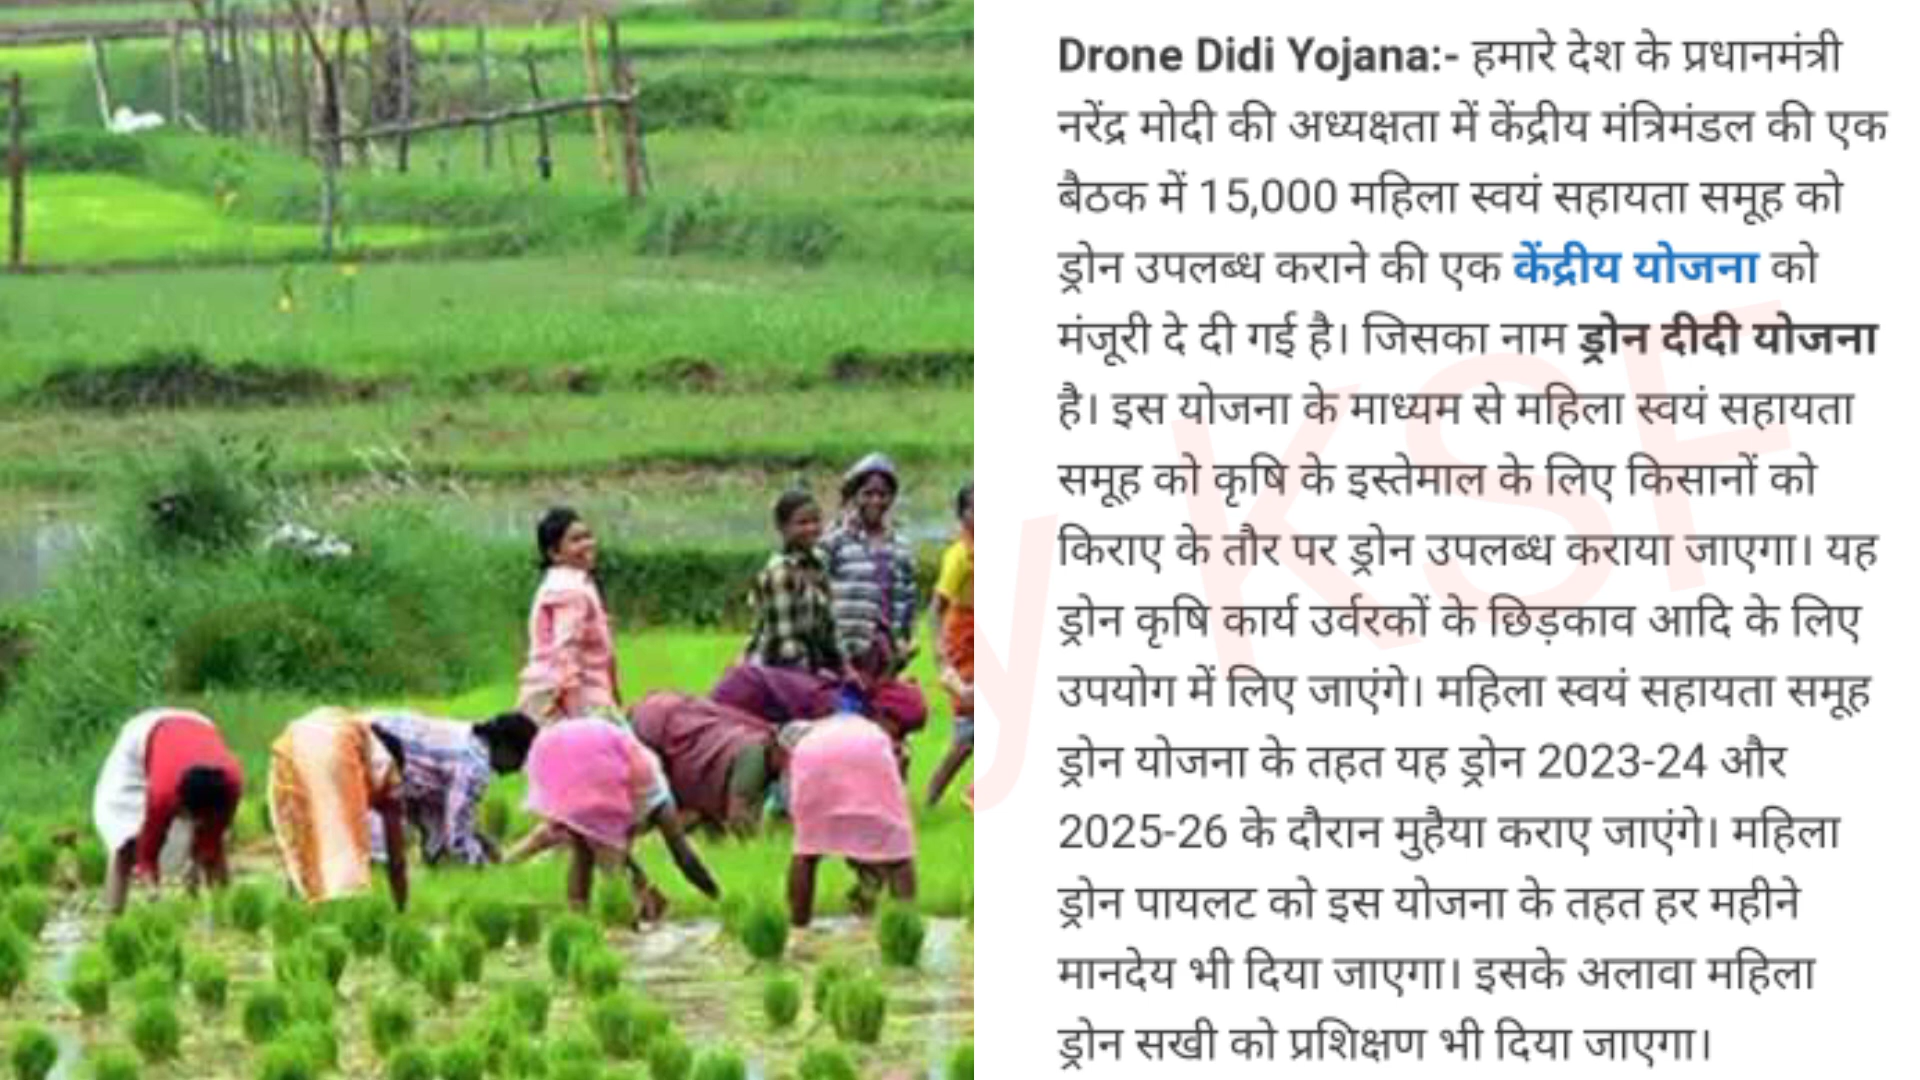 Drone Didi Yojana:- हमारे देश के प्रधानमंत्री
नरेंद्र मोदी की अध्यक्षता में केंद्रीय मंत्रिमंडल की एक
बैठक में 15,000 महिला स्वयं सहायता समूह को
ड्रोन उपलब्ध कराने की एक केंद्रीय योजना को
मंजूरी दे दी गई है। जिसका नाम ड्रोन दीदी योजना
है। इस योजना के माध्यम से महिला स्वयं सहायता
समूह को कृषि के इस्तेमाल के लिए किसानों को
किराए के तौर पर ड्रोन उपलब्ध कराया जाएगा। यह
ड्रोन कृषि कार्य उर्वरकों के छिड़काव आदि के लिए
उपयोग में लिए जाएंगे। महिला स्वयं सहायता समूह
ड्रोन योजना के तहत यह ड्रोन 2023-24 और
2025-26 के दौरान मुहैया कराए जाएंगे। महिला
ड्रोन पायलट को इस योजना के तहत हर महीने
मानदेय भी दिया जाएगा। इसके अलावा महिला
ड्रोन सखी को प्रशिक्षण भी दिया जाएगा।
KSF